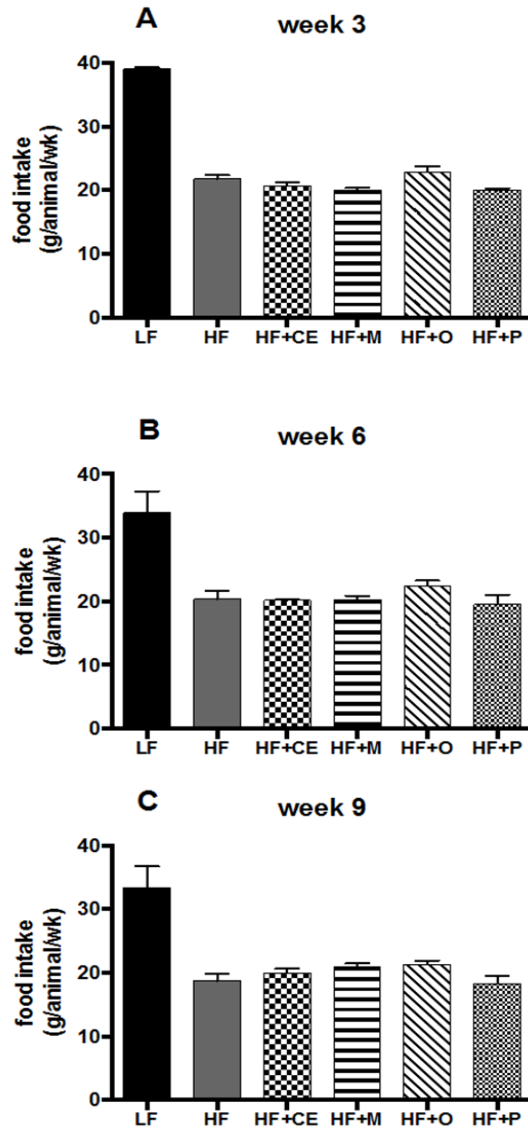 A week 3
food intake
(g/animal/wk)
40
30
20
10
0
LF HF HF+CE HF+M HF+O HF+P
B week 6
food intake
(g/animal/wk)
40
30
20
10
0
LF HF HF+CE HF+M HF+O HF+P
C week 9
food intake
(g/animal/wk)
40
30
20
10
0
LF HF HF+CE HF+M HF+O HF+P